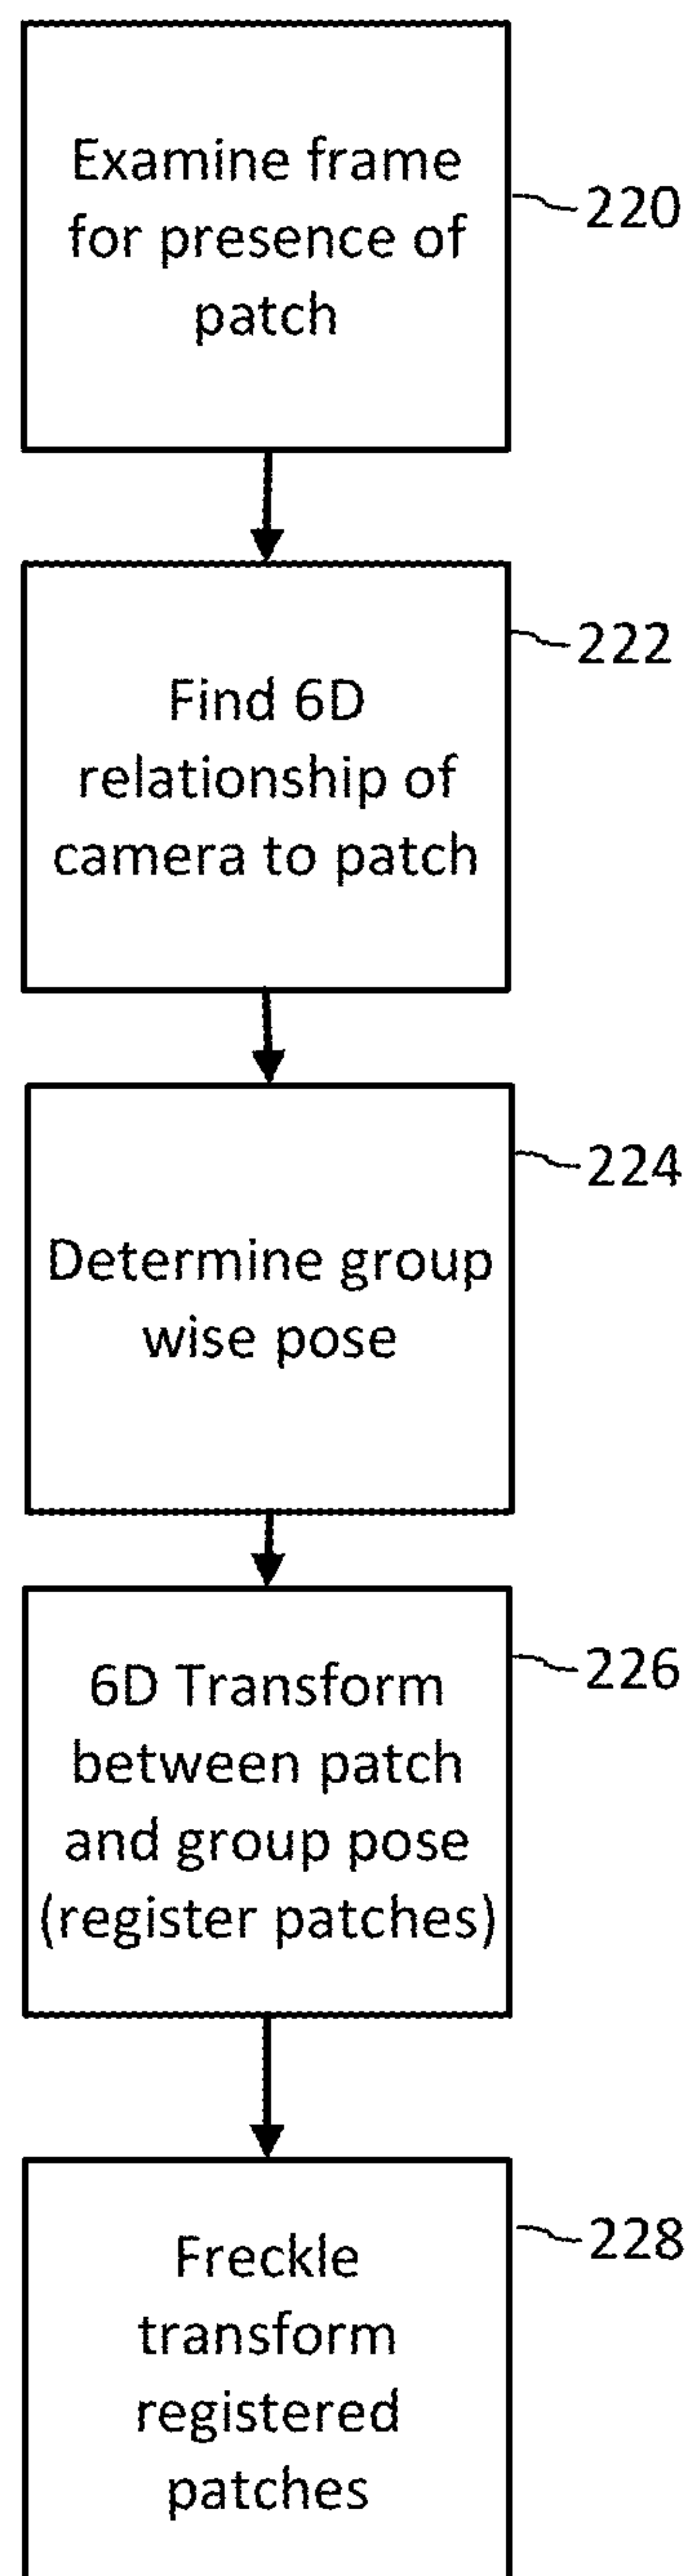 Examine frame
for presence of
patch
220
Find 6D
relationship of
camera to patch
222
Determine group
wise pose
224
6D Transform
between patch
and group pose
(register patches)
226
Freckle
transform
registered
patches
228